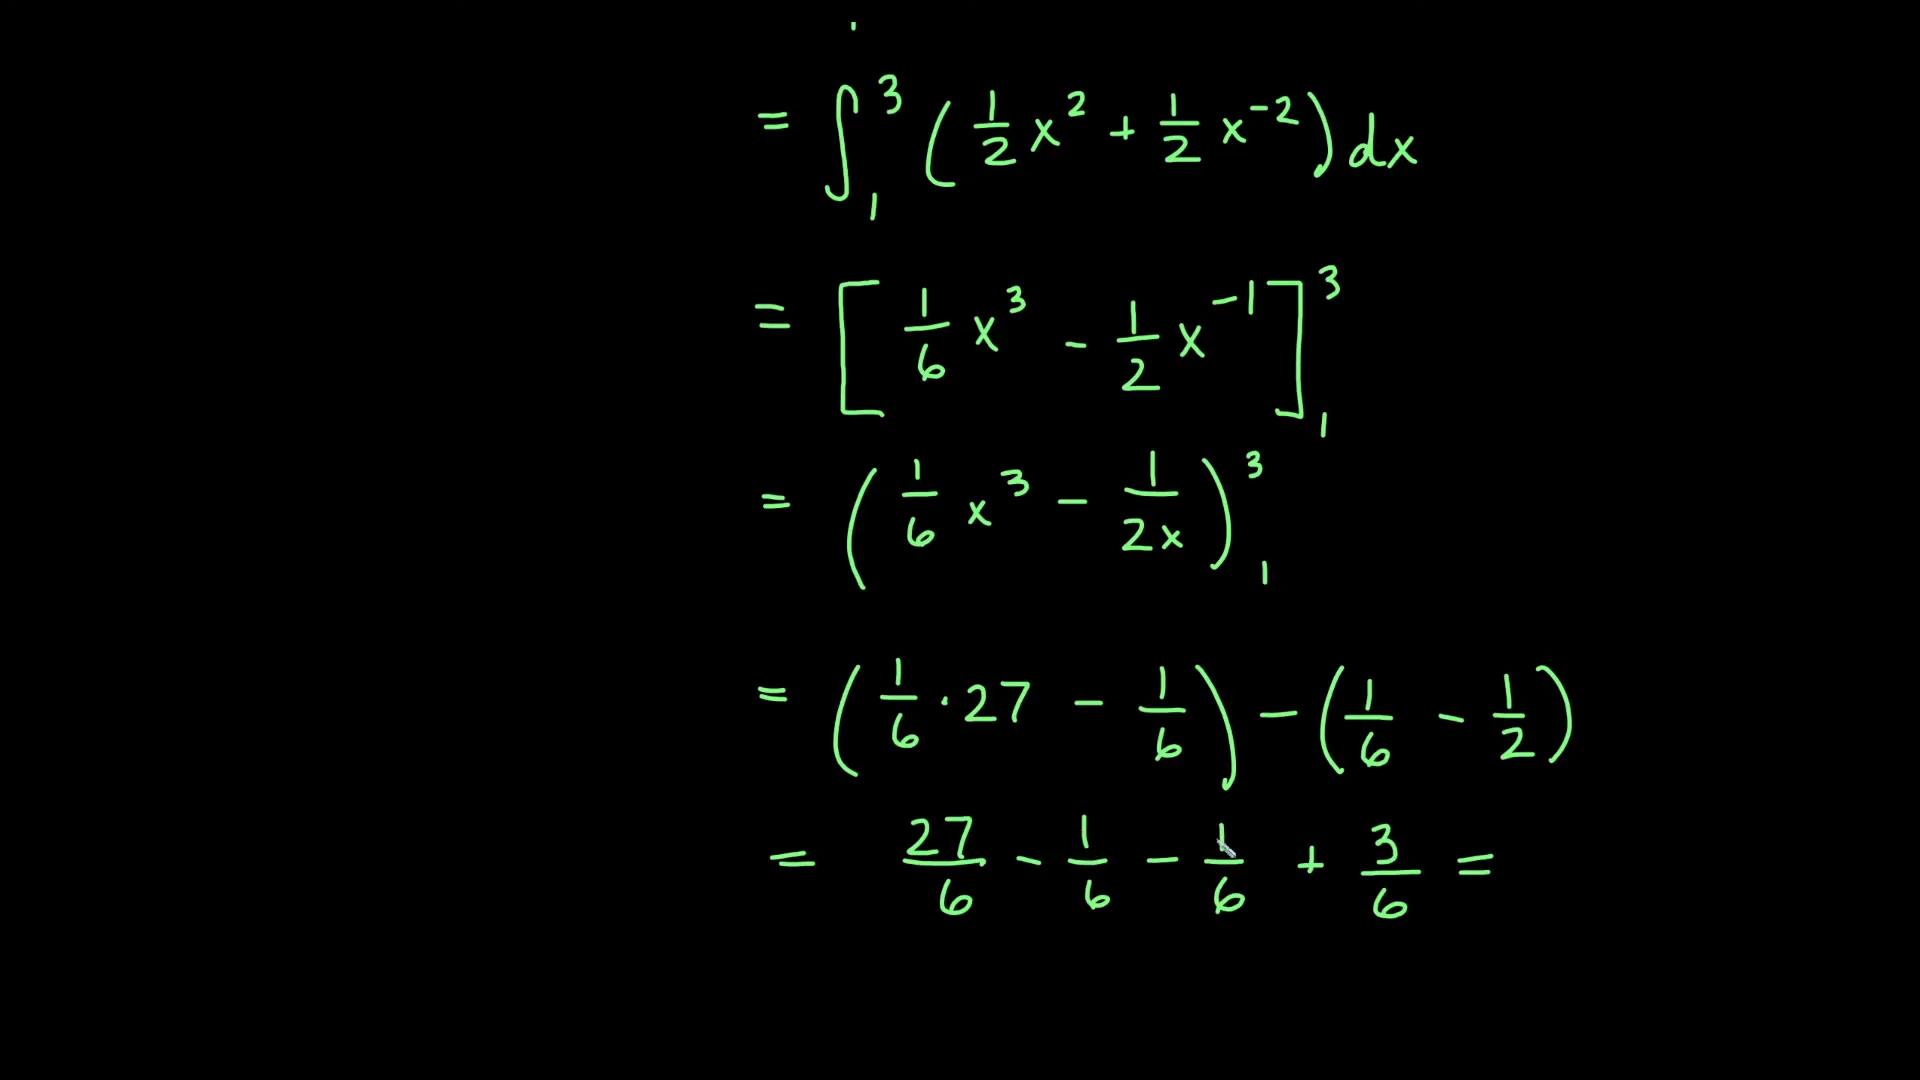 = ∫₁³ (1/2 x² + 1/2 x⁻²) dx
= [1/6 x³ - 1/2 x⁻¹]₁³
= (1/6 x³ - 1/2x)₁³
= (1/6 · 27 - 1/6) - (1/6 - 1/2)
= 27/6 - 1/6 - 1/6 + 3/6 =